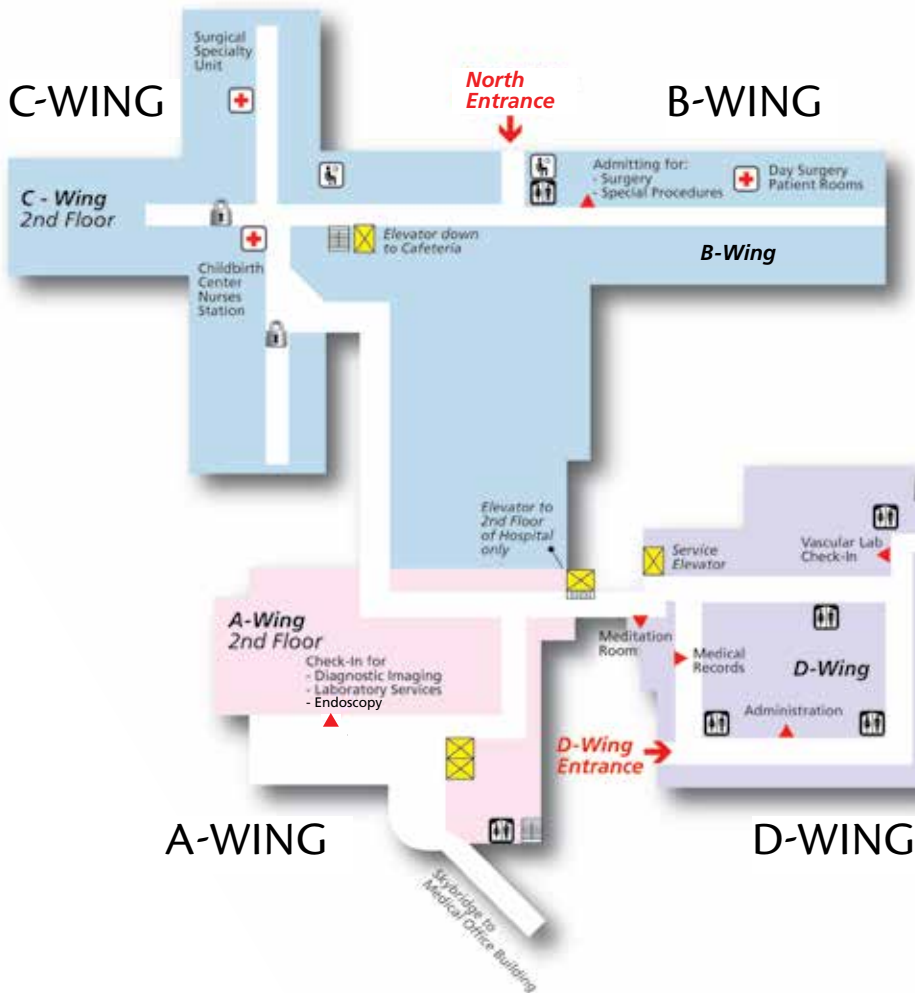 Surgical
Specialty
Unit
C-WING
North
Entrance
B-WING
Admitting for:
- Surgery
- Special Procedures
Day Surgery
Patient Rooms
C - Wing
2nd Floor
Elevator down
to Cafeteria
B-Wing
Childbirth
Center
Nurses
Station
Elevator to
2nd Floor
of Hospital
only
Service
Elevator
Vascular Lab
Check-In
A-Wing
2nd Floor
Check-In for
- Diagnostic Imaging
- Laboratory Services
- Endoscopy
Meditation
Room
Medical
Records
D-Wing
Administration
D-Wing
Entrance
A-WING
D-WING
Skybridge to
Medical Office Building